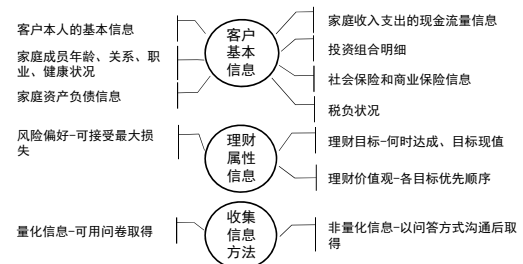 客户本人的基本信息
家庭成员年龄、关系、职
业、健康状况
家庭资产负债信息
客户
基本
信息
家庭收入支出的现金流量信息
投资组合明细
社会保险和商业保险信息
税负状况
风险偏好-可接受最大损
失
理财
属性
信息
理财目标-何时达成、目标现值
理财价值观-各目标优先顺序
量化信息-可用问卷取得
收集
信息
方法
非量化信息-以问答方式沟通后取
得